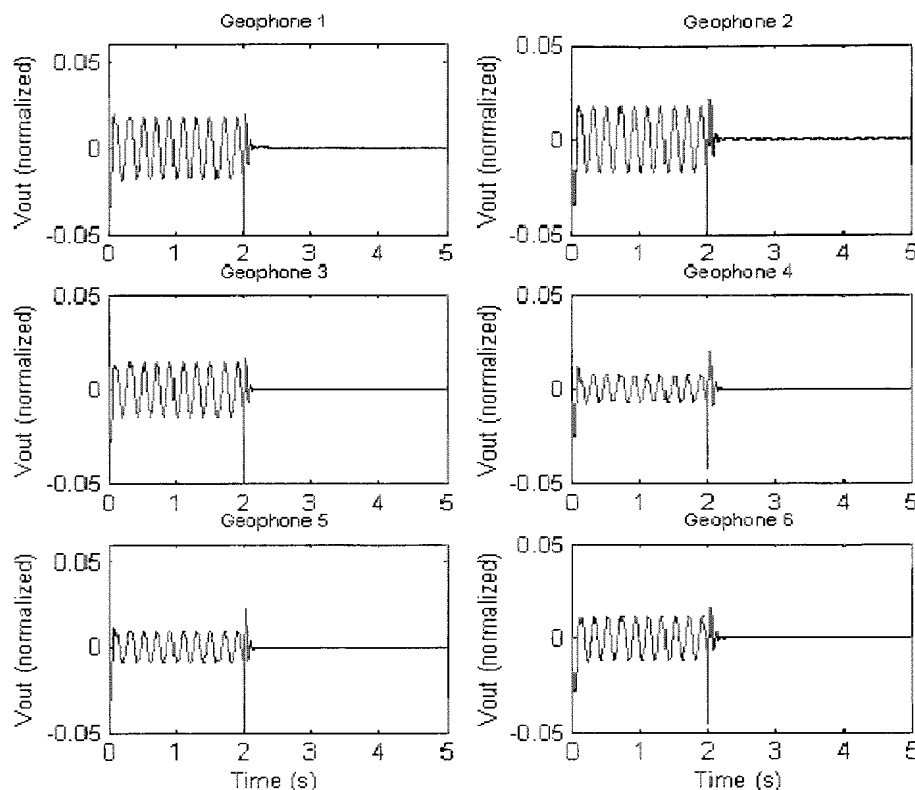 Geophone 1
Vout (normalized)
0.05
0
-0.05
0 1 2 3 4 5
Geophone 2
Vout (normalized)
0.05
0
-0.05
0 1 2 3 4 5
Geophone 3
Vout (normalized)
0.05
0
-0.05
0 1 2 3 4 5
Geophone 4
Vout (normalized)
0.05
0
-0.05
0 1 2 3 4 5
Geophone 5
Vout (normalized)
0.05
0
-0.05
0 1 2 3 4 5
Time (s)
Geophone 6
Vout (normalized)
0.05
0
-0.05
0 1 2 3 4 5
Time (s)